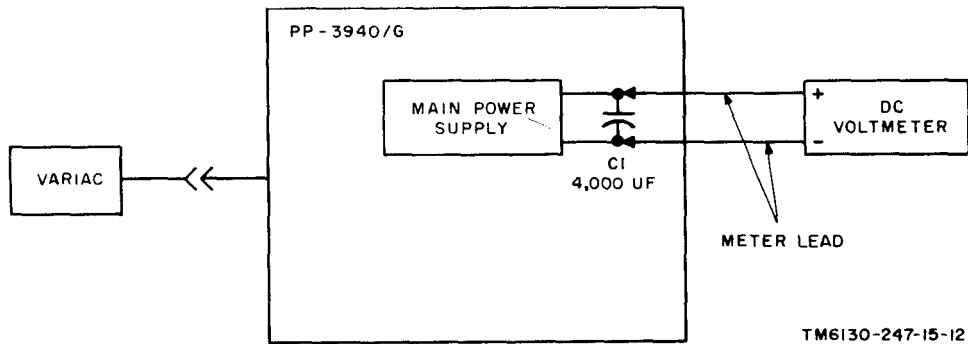 PP-3940/G
MAIN POWER
SUPPLY
+
-
DC
VOLTMETER
C1
4,000 UF
VARIAC
METER LEAD
TM6130-247-15-12